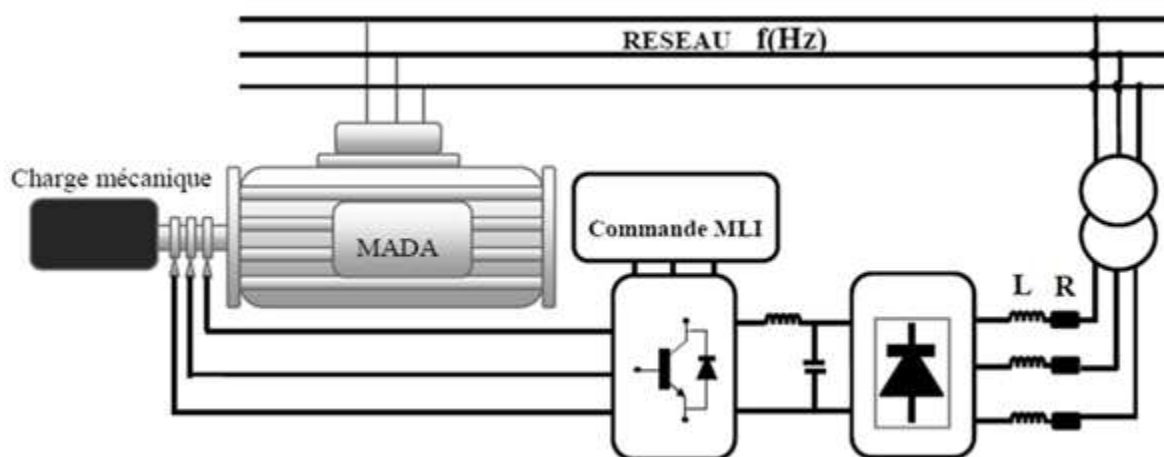 RESEAU f(Hz)
Charge mécanique
MADA
Commande MLI
L R